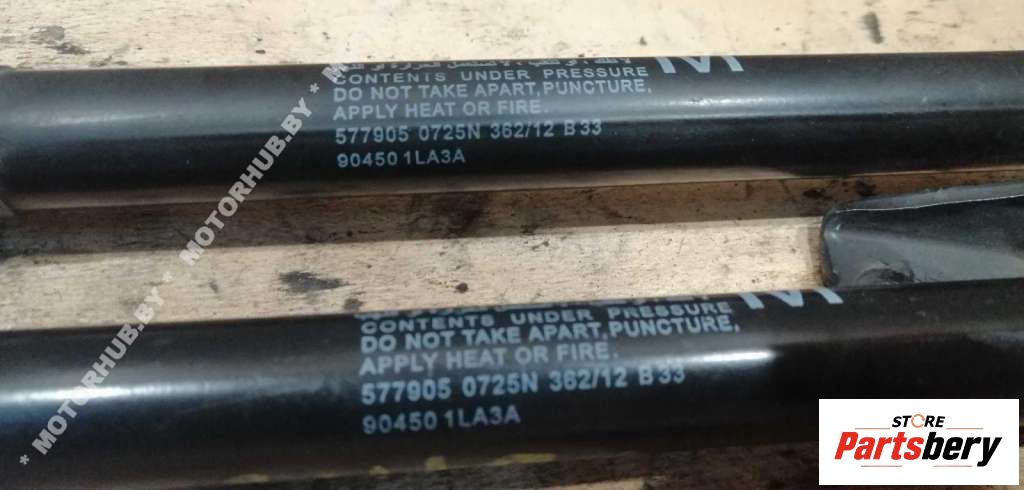 CONTENTS UNDER PRESSURE
DO NOT TAKE APART, PUNCTURE,
APPLY HEAT OR FIRE.
577905 0725N 362/12 B33
90450 1LA3A
CONTENTS UNDER PRESSURE
DO NOT TAKE APART, PUNCTURE,
APPLY HEAT OR FIRE.
577905 0725N 362/12 B33
90450 1LA3A
* MOTORHUB.BY * MOTORHUB.BY *
STORE
Partsbery